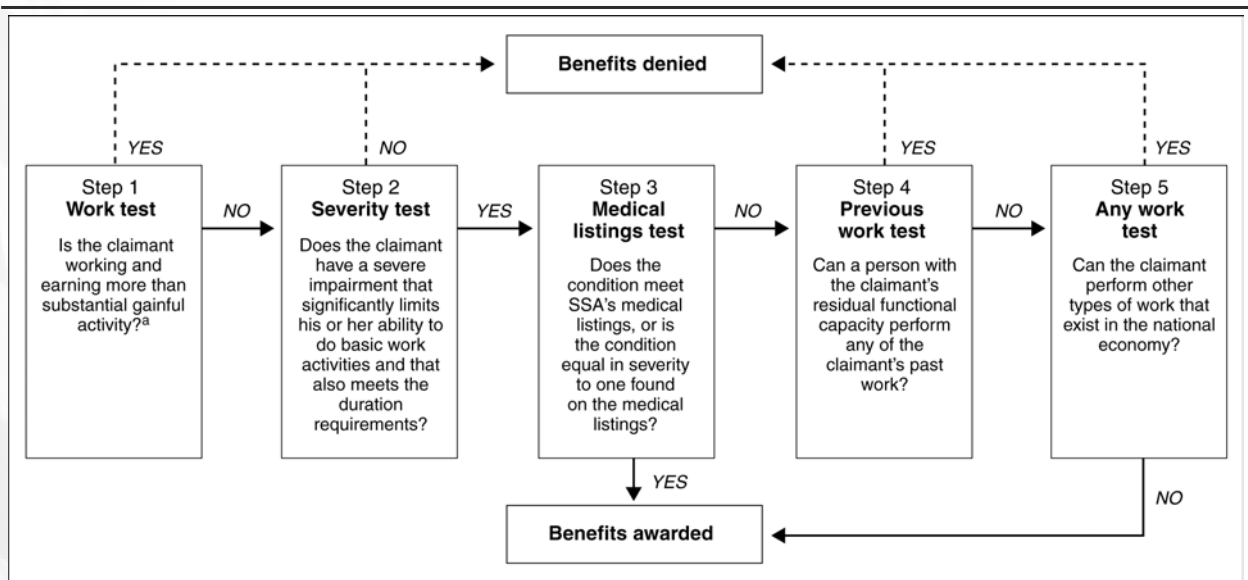 Benefits denied
YES
NO
YES
YES
Step 1
Work test
Is the claimant
working and
earning more than
substantial gainful
activity?ᵃ
NO
Step 2
Severity test
Does the claimant
have a severe
impairment that
significantly limits
his or her ability to
do basic work
activities and that
also meets the
duration
requirements?
YES
Step 3
Medical
listings test
Does the
condition meet
SSA's medical
listings, or is
the condition
equal in severity
to one found
on the medical
listings?
NO
Step 4
Previous
work test
Can a person with
the claimant's
residual functional
capacity perform
any of the
claimant's past
work?
NO
Step 5
Any work
test
Can the claimant
perform other
types of work that
exist in the national
economy?
YES
NO
Benefits awarded